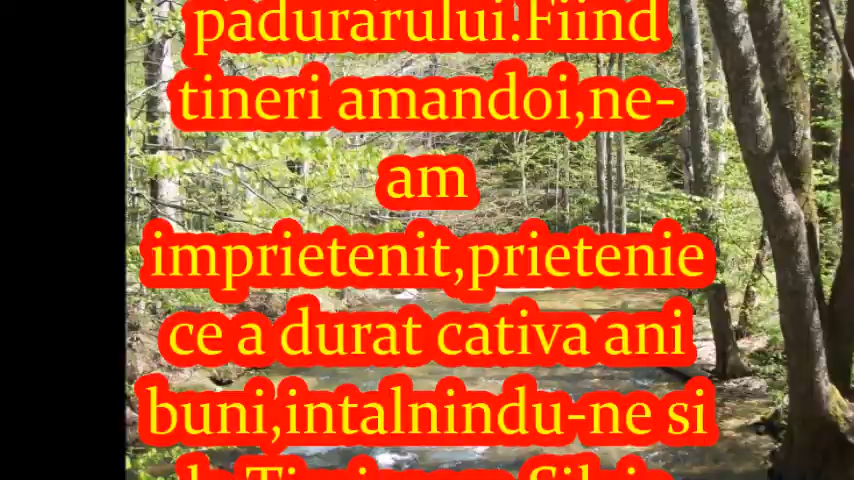 padurarului.Fiind
tineri amandoi,ne-
am
imprietenit,prietenie
ce a durat cativa ani
buni,intalnindu-ne si